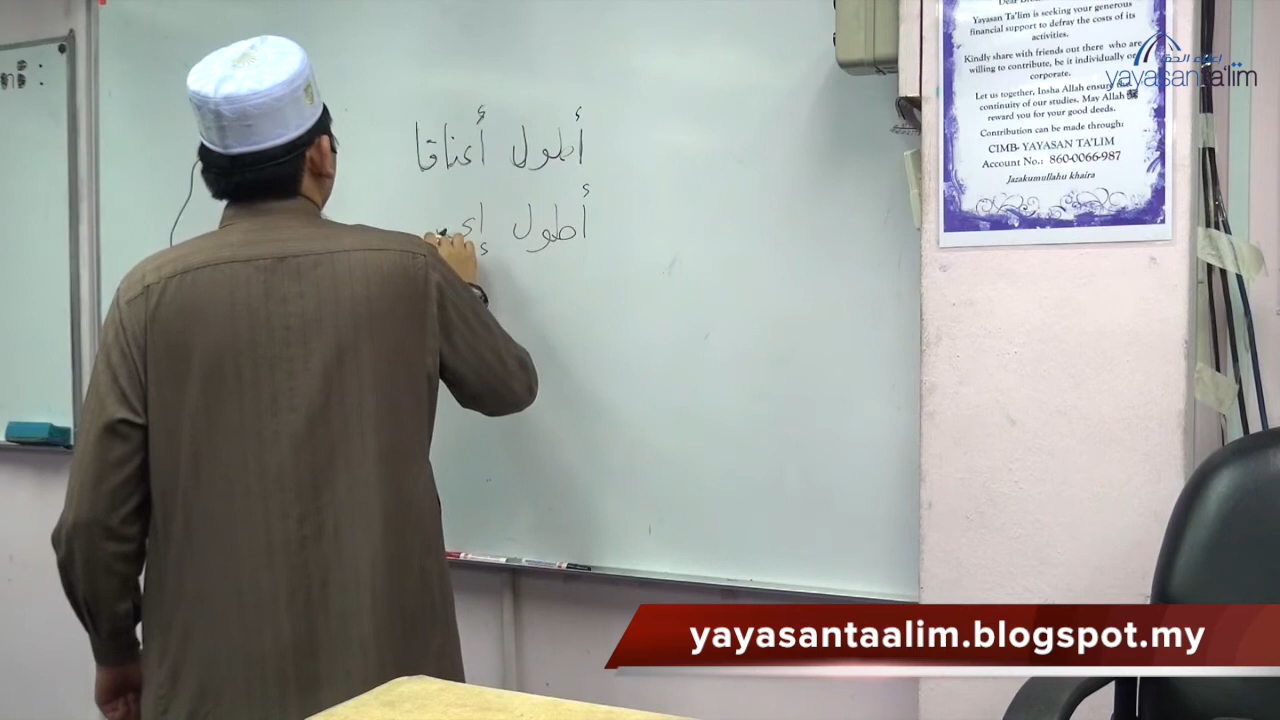 أطول أعناقا
أطول
Yayasan Ta'lim is seeking your generous
financial support to defray the costs of its
activities.
Kindly share with friends out there who are
willing to contribute, be it individually or
corporate.
Let us together, Insha Allah ensure the
continuity of our studies. May Allah ﷻ
reward you for your good deeds.
Contribution can be made through:
CIMB- YAYASAN TA'LIM
Account No.: 860-0066-987
Jazakumullahu khaira
yayasanta'lim
yayasantaalim.blogspot.my